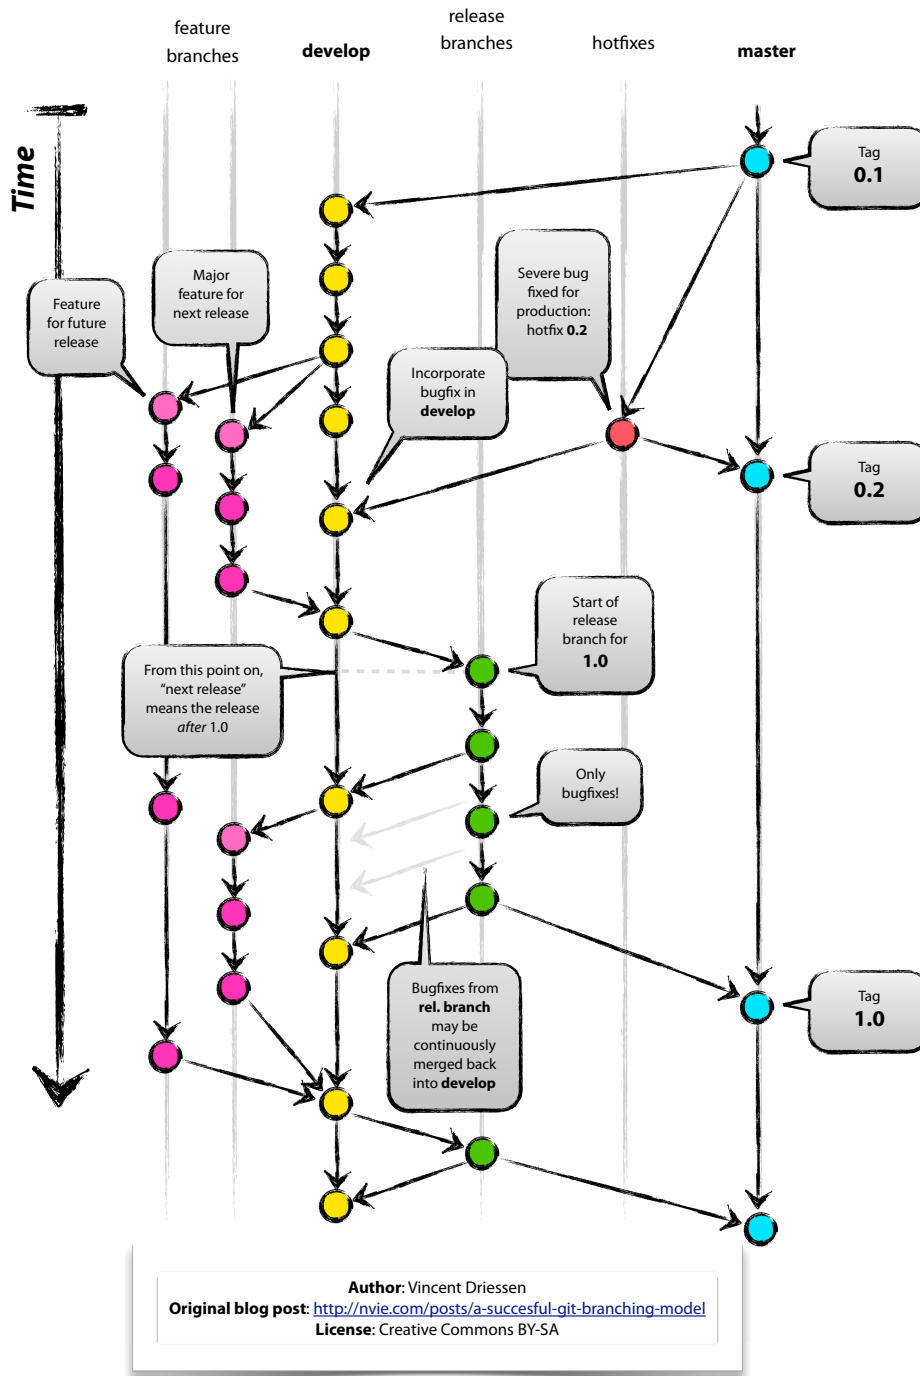 feature
branches
develop
release
branches
hotfixes
master
Time
Tag
0.1
Major
feature for
next release
Severe bug
fixed for
production:
hotfix 0.2
Feature
for future
release
Incorporate
bugfix in
develop
Tag
0.2
Start of
release
branch for
1.0
From this point on,
“next release”
means the release
after 1.0
Only
bugfixes!
Bugfixes from
rel. branch
may be
continuously
merged back
into develop
Tag
1.0
Author: Vincent Driessen
Original blog post: http://nvie.com/posts/a-succesful-git-branching-model
License: Creative Commons BY-SA